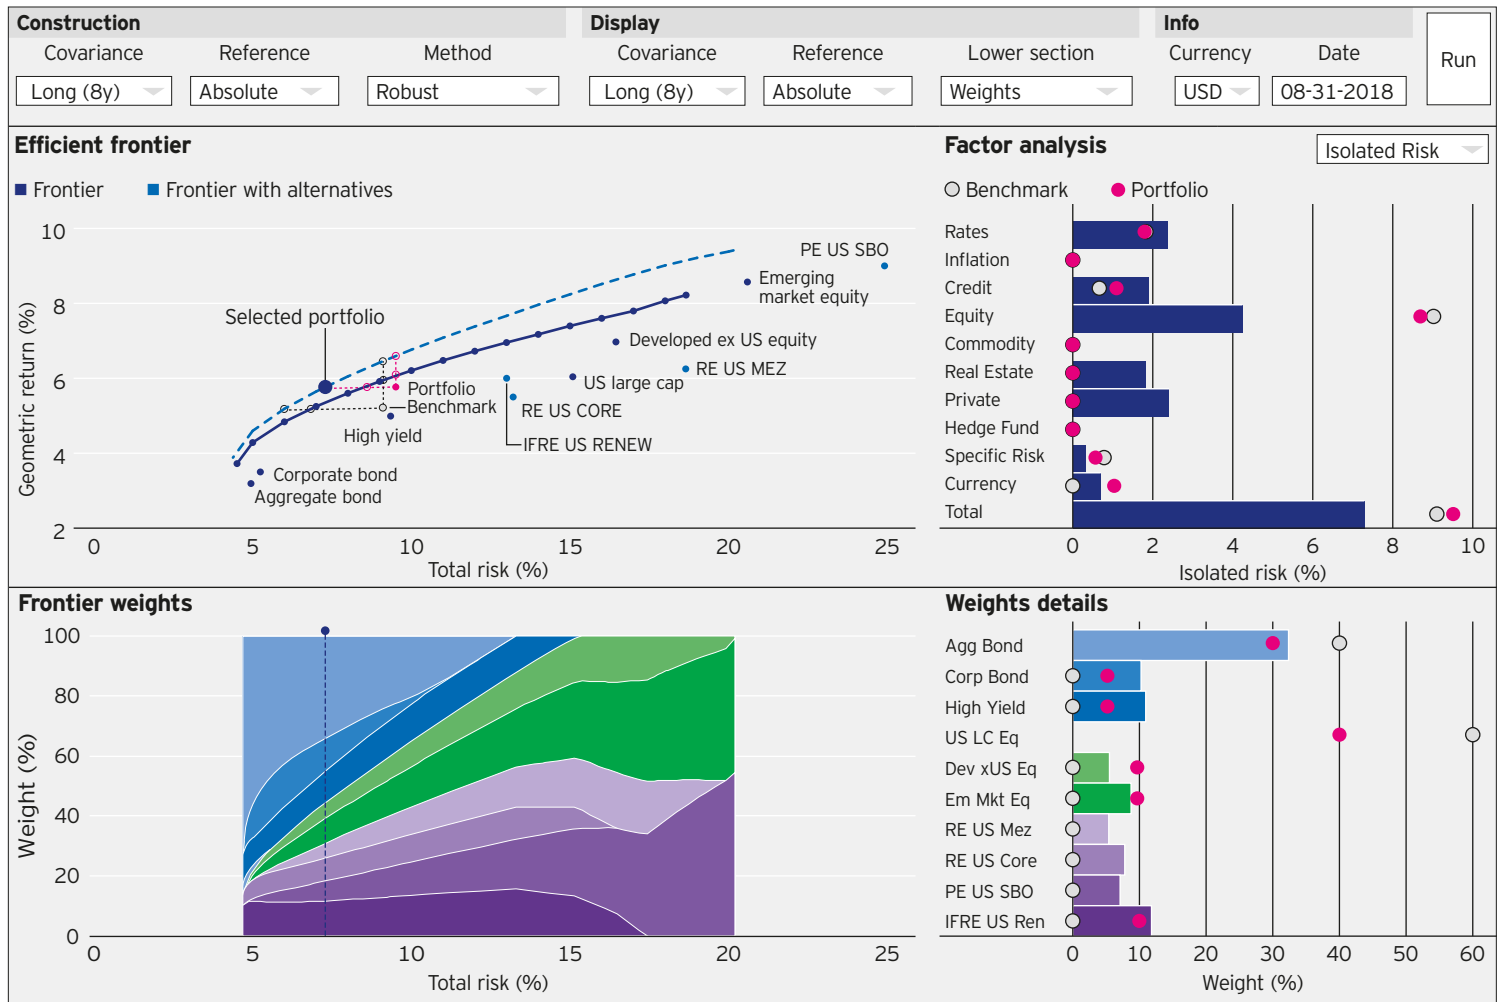 Construction Display Info
Covariance Reference Method Covariance Reference Lower section Currency Date Run
Long (8y) Absolute Robust Long (8y) Absolute Weights USD 08-31-2018
Efficient frontier
Frontier Frontier with alternatives
Geometric return (%)
10
8
6
4
2
0 5 10 15 20 25
Total risk (%)
Selected portfolio
PE US SBO
Emerging
market equity
Developed ex US equity
RE US MEZ
US large cap
Portfolio
Benchmark
RE US CORE
High yield
IFRE US RENEW
Corporate bond
Aggregate bond
Factor analysis Isolated Risk
Benchmark Portfolio
Rates
Inflation
Credit
Equity
Commodity
Real Estate
Private
Hedge Fund
Specific Risk
Currency
Total
0 2 4 6 8 10
Isolated risk (%)
Frontier weights
Weight (%)
100
80
60
40
20
0
0 5 10 15 20 25
Total risk (%)
Weights details
Agg Bond
Corp Bond
High Yield
US LC Eq
Dev xUS Eq
Em Mkt Eq
RE US Mez
RE US Core
PE US SBO
IFRE US Ren
0 10 20 30 40 50 60
Weight (%)